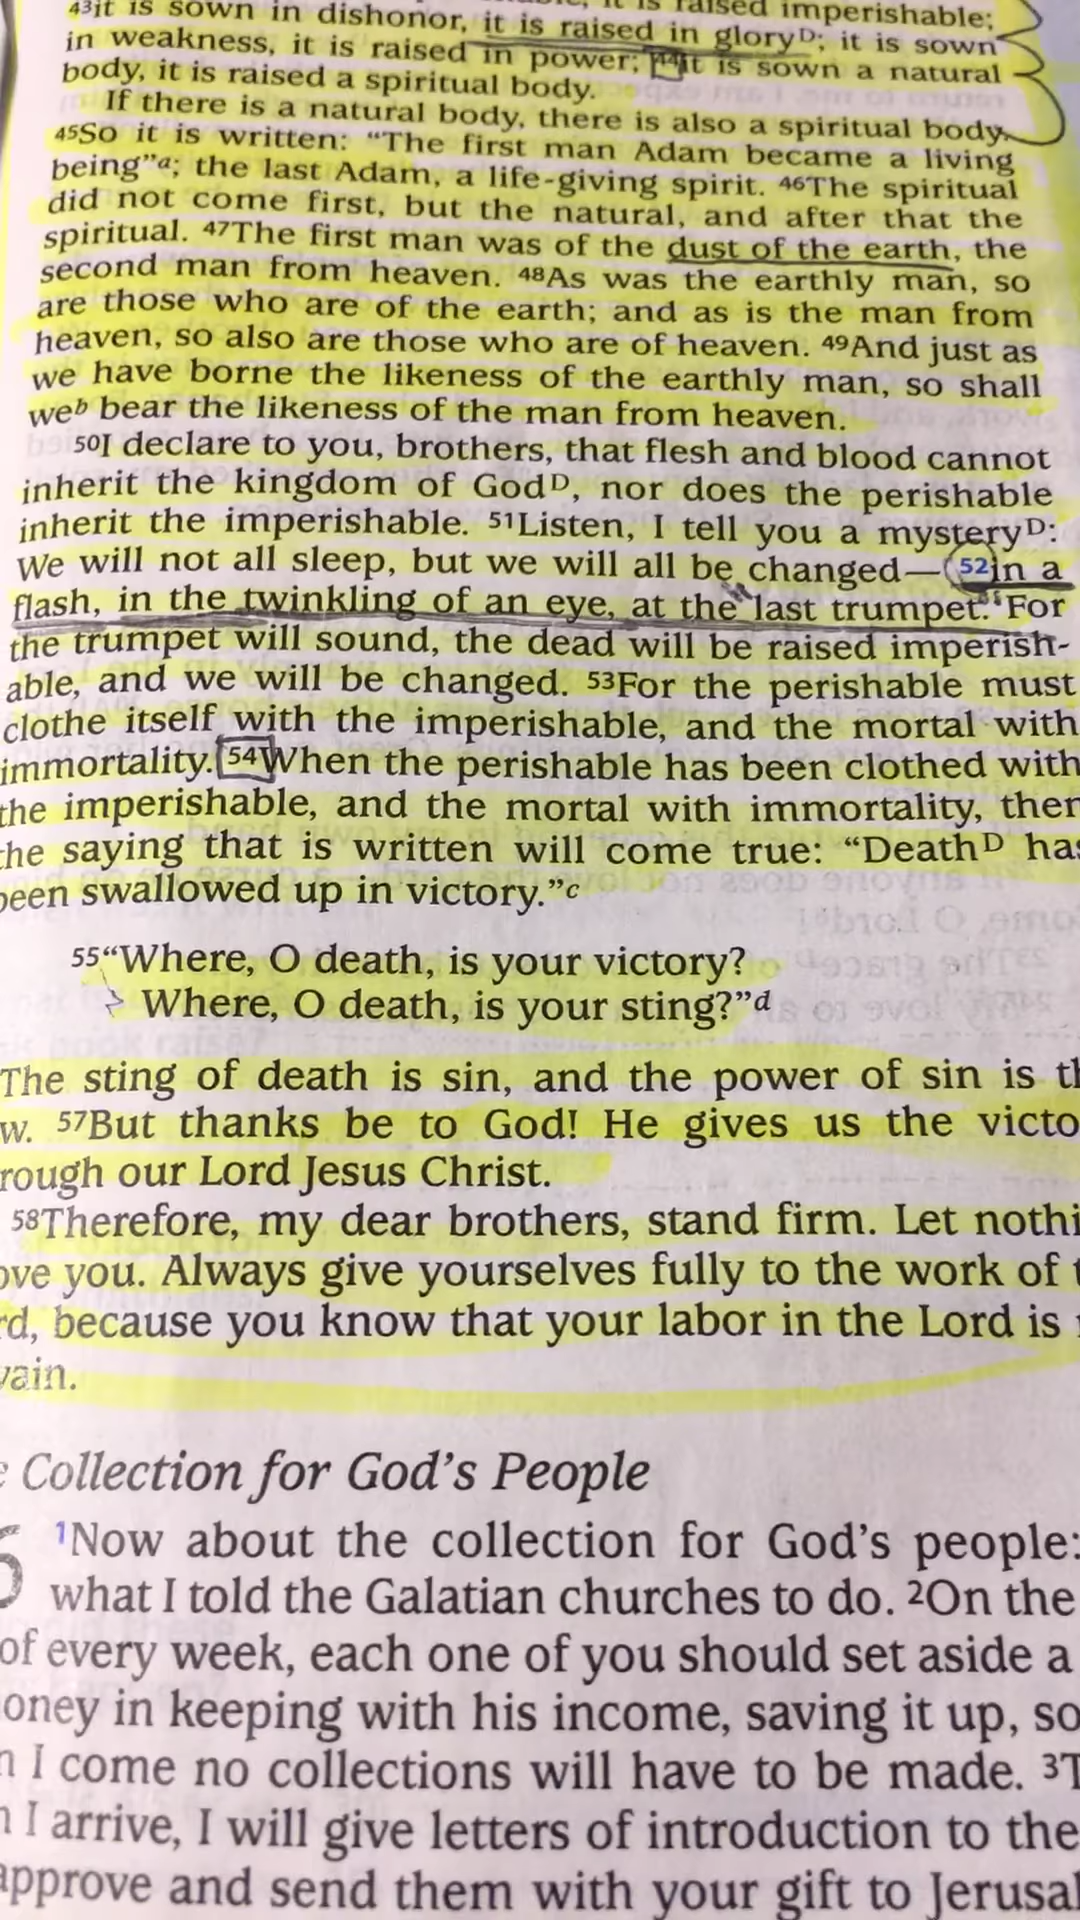 it is raised imperishable;
43it is sown in dishonor, it is raised in gloryD; it is sown
in weakness, it is raised in power; 44it is sown a natural
body, it is raised a spiritual body.
If there is a natural body, there is also a spiritual body.
45So it is written: “The first man Adam became a living
being”a; the last Adam, a life-giving spirit. 46The spiritual
did not come first, but the natural, and after that the
spiritual. 47The first man was of the dust of the earth, the
second man from heaven. 48As was the earthly man, so
are those who are of the earth; and as is the man from
heaven, so also are those who are of heaven. 49And just as
we have borne the likeness of the earthly man, so shall
web bear the likeness of the man from heaven.
50I declare to you, brothers, that flesh and blood cannot
inherit the kingdom of GodD, nor does the perishable
inherit the imperishable. 51Listen, I tell you a mysteryD:
We will not all sleep, but we will all be changed—52in a
flash, in the twinkling of an eye, at the last trumpet. For
the trumpet will sound, the dead will be raised imperish-
able, and we will be changed. 53For the perishable must
clothe itself with the imperishable, and the mortal with
immortality. 54When the perishable has been clothed with
the imperishable, and the mortal with immortality, then
the saying that is written will come true: “DeathD has
been swallowed up in victory.”c
55“Where, O death, is your victory?
Where, O death, is your sting?”d
The sting of death is sin, and the power of sin is th
w. 57But thanks be to God! He gives us the victo
rough our Lord Jesus Christ.
58Therefore, my dear brothers, stand firm. Let nothi
ove you. Always give yourselves fully to the work of t
rd, because you know that your labor in the Lord is
vain.
e Collection for God’s People
1Now about the collection for God’s people:
what I told the Galatian churches to do. 2On the
of every week, each one of you should set aside a
oney in keeping with his income, saving it up, so
n I come no collections will have to be made. 3T
n I arrive, I will give letters of introduction to the
approve and send them with your gift to Jerusal